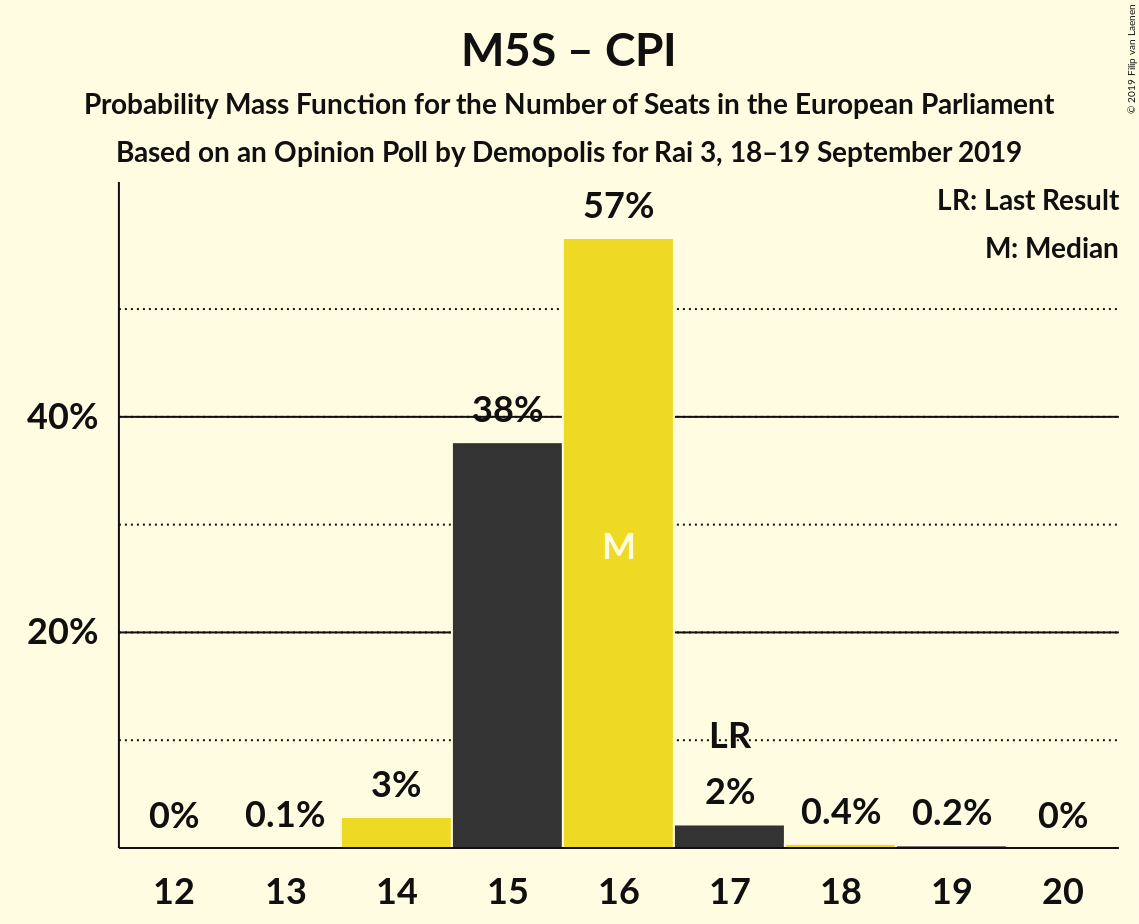 M5S – CPI
Probability Mass Function for the Number of Seats in the European Parliament
Based on an Opinion Poll by Demopolis for Rai 3, 18–19 September 2019
© 2019 Filip van Laenen
LR: Last Result
M: Median
57%
40%
38%
M
20%
LR
3%
2%
0%
0.1%
0.4%
0.2%
0%
12 13 14 15 16 17 18 19 20